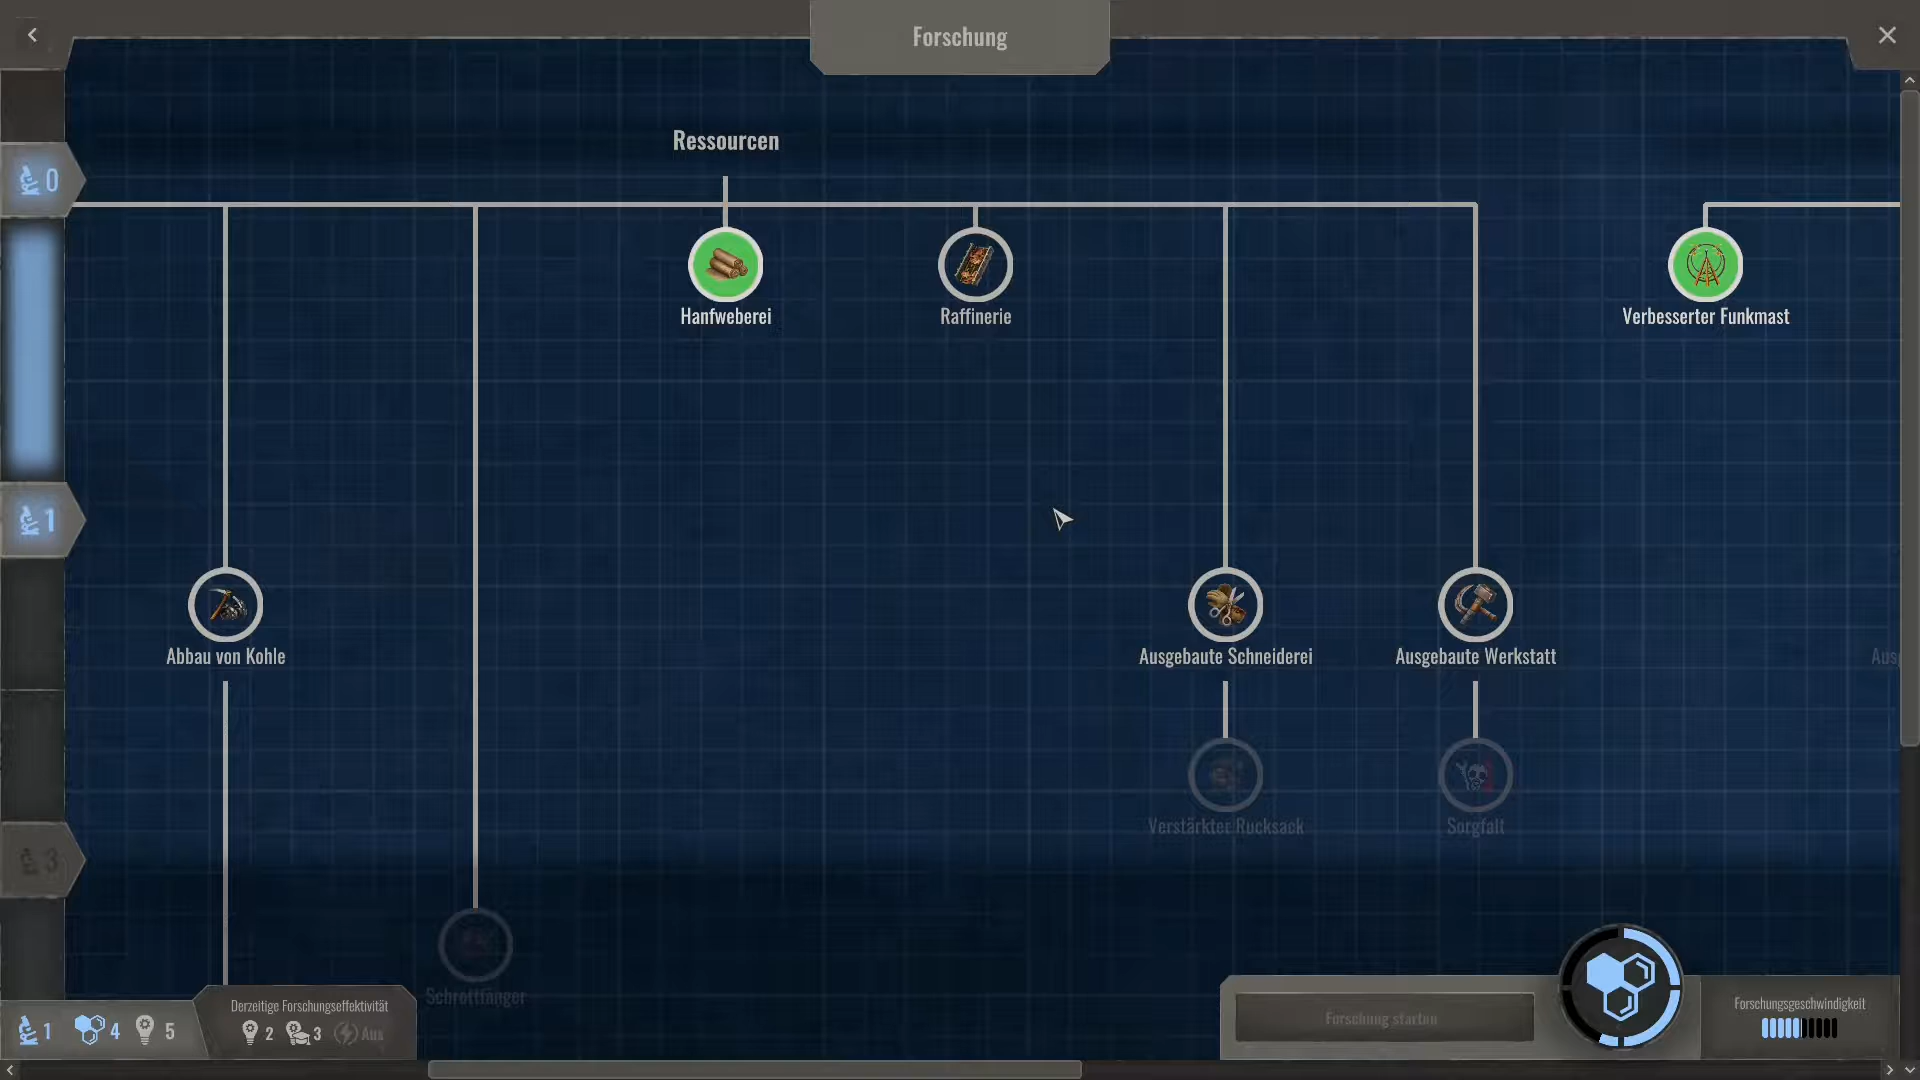 Forschung
Ressourcen
0
Hanfweberei
Raffinerie
Verbesserter Funkmast
1
Abbau von Kohle
Ausgebaute Schneiderei
Ausgebaute Werkstatt
Aus
Verstärkter Rucksack
Sorgfalt
3
Schrottfänger
Derzeitige Forschungseffektivität
1 4 5
2 3 Aus
Forschung starten
Forschungsgeschwindigkeit